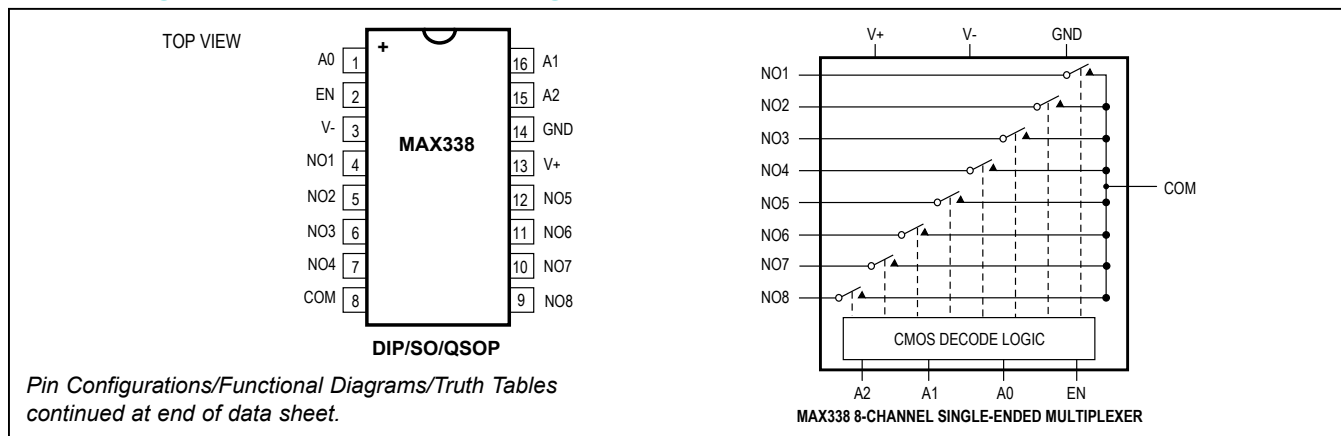 TOP VIEW
+
MAX338
A0 1
EN 2
V- 3
NO1 4
NO2 5
NO3 6
NO4 7
COM 8
16 A1
15 A2
14 GND
13 V+
12 NO5
11 NO6
10 NO7
9 NO8
DIP/SO/QSOP
Pin Configurations/Functional Diagrams/Truth Tables
continued at end of data sheet.
V+ V- GND
NO1
NO2
NO3
NO4
NO5
NO6
NO7
NO8
COM
CMOS DECODE LOGIC
A2 A1 A0 EN
MAX338 8-CHANNEL SINGLE-ENDED MULTIPLEXER